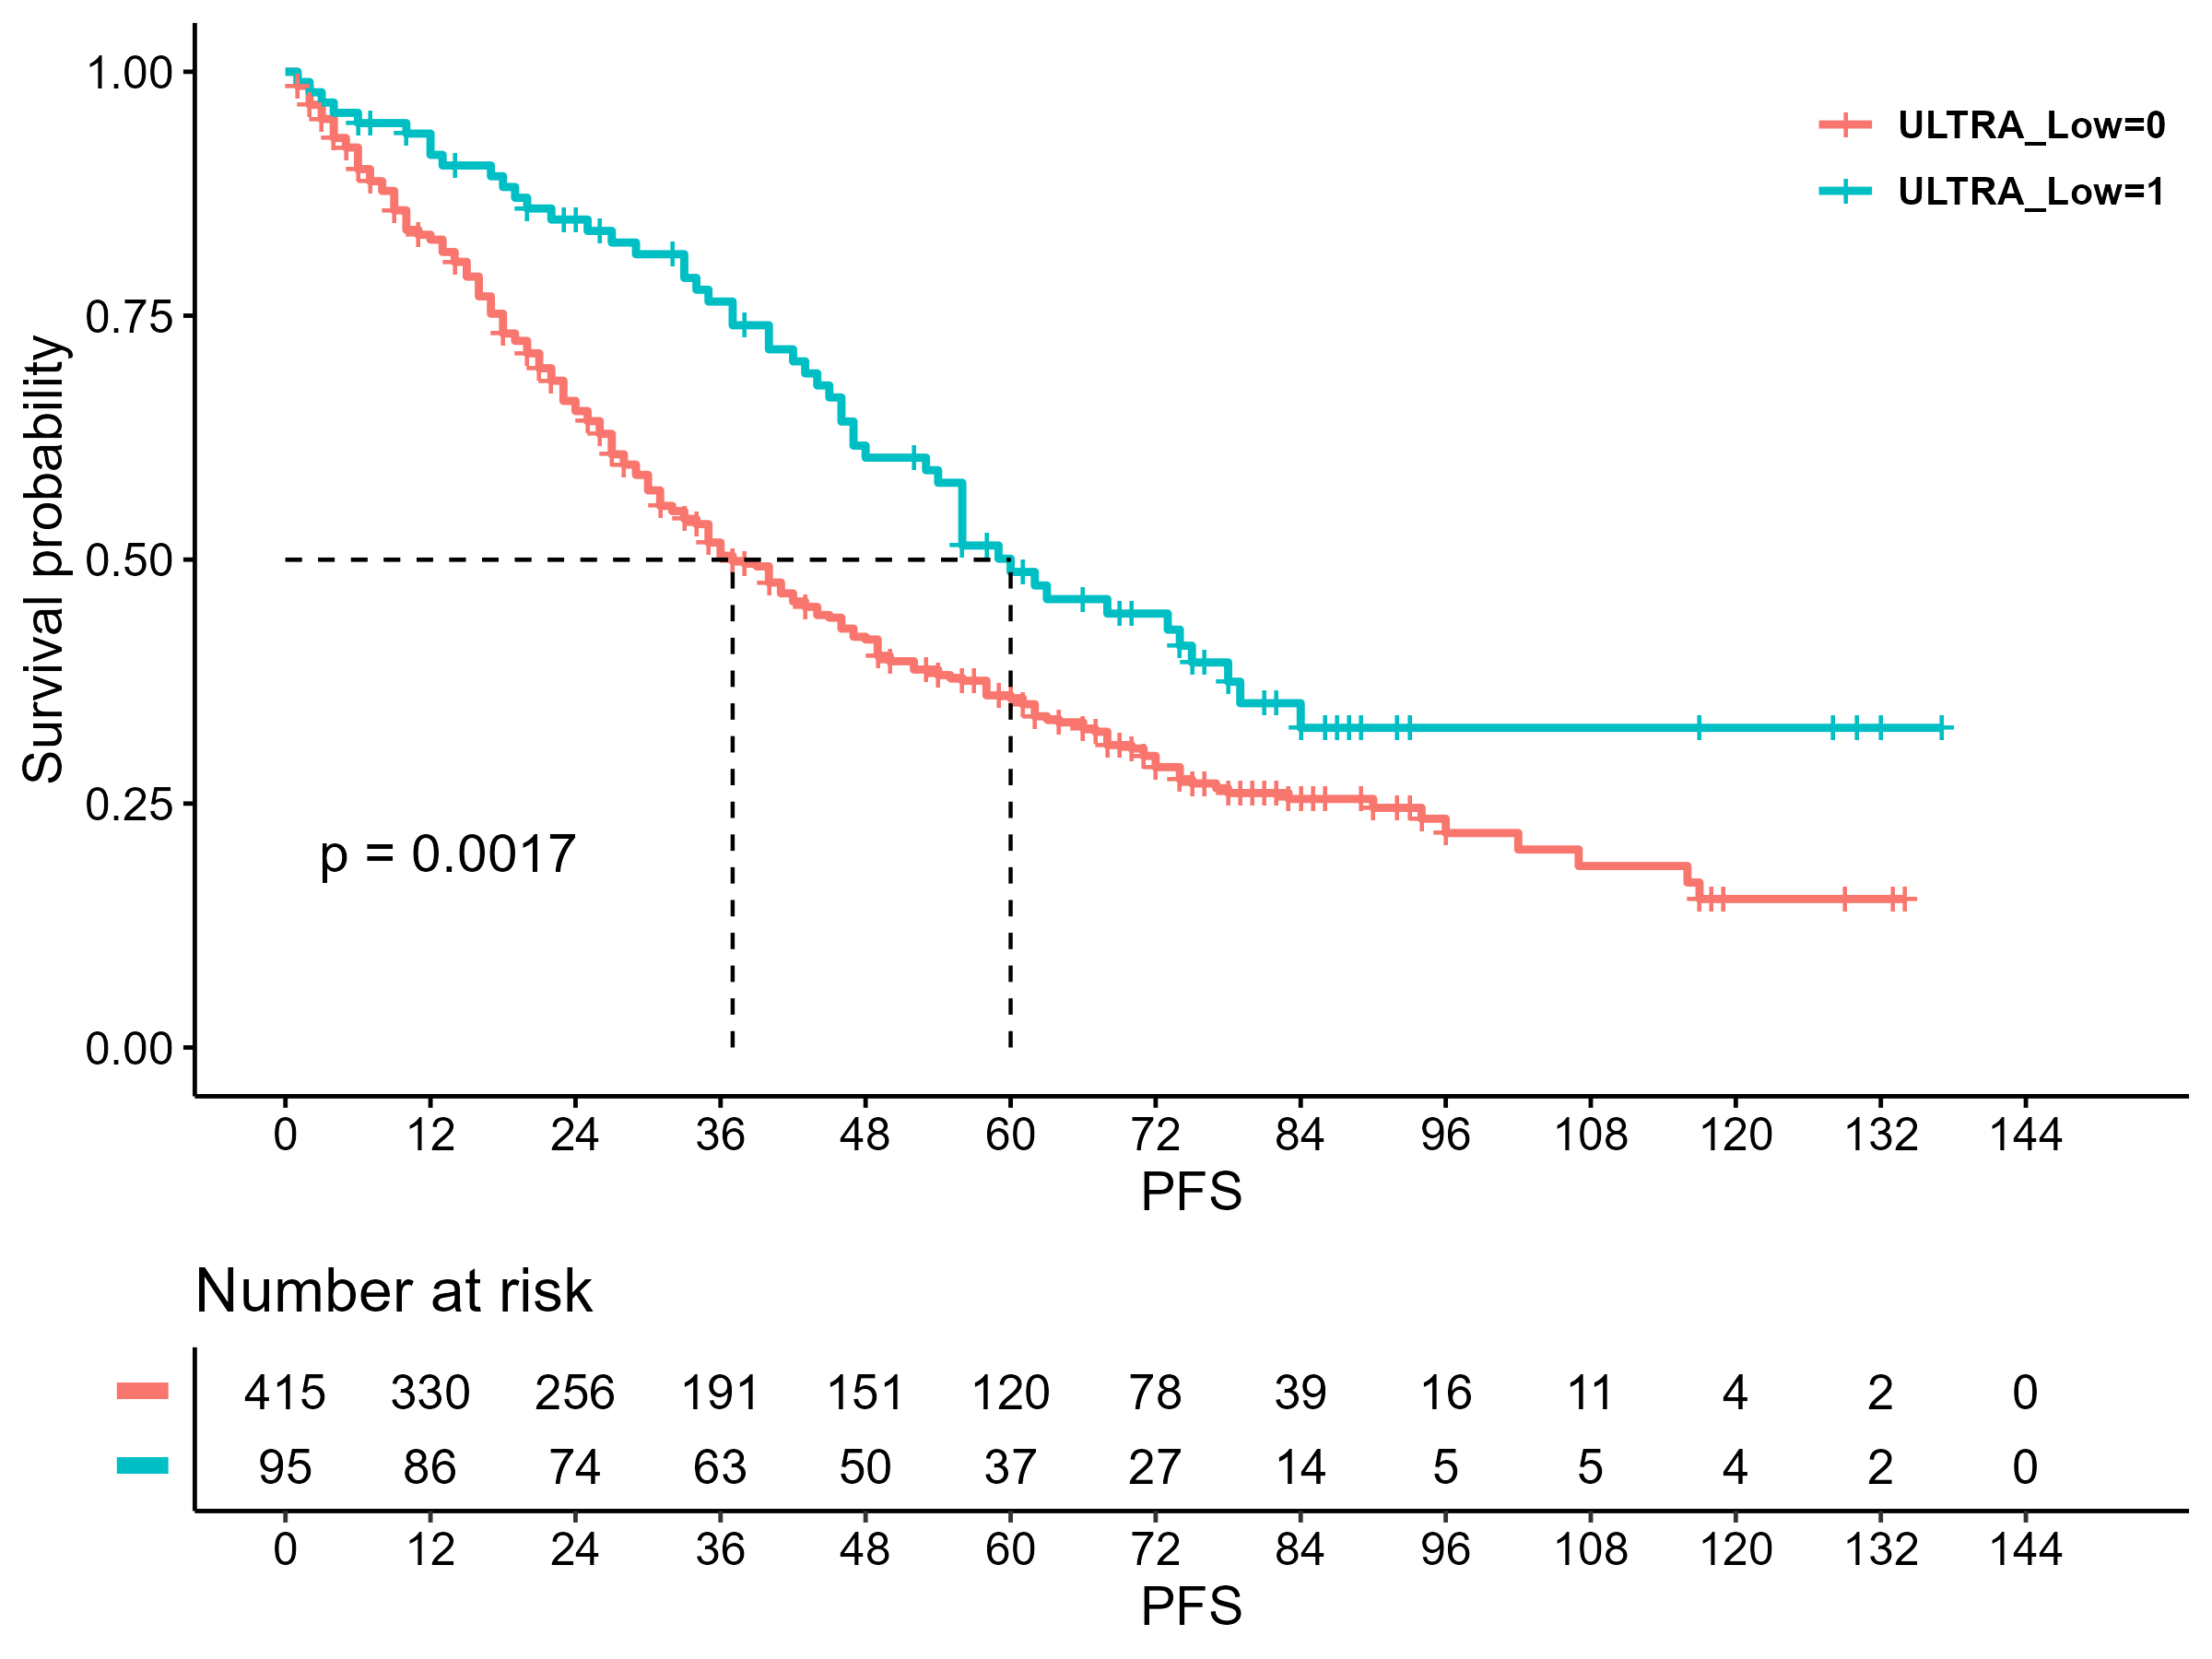 1.00
0.75
0.50
0.25
0.00
Survival probability
ULTRA_Low=0
ULTRA_Low=1
p = 0.0017
0 12 24 36 48 60 72 84 96 108 120 132 144
PFS
Number at risk
415 330 256 191 151 120 78 39 16 11 4 2 0
95 86 74 63 50 37 27 14 5 5 4 2 0
0 12 24 36 48 60 72 84 96 108 120 132 144
PFS